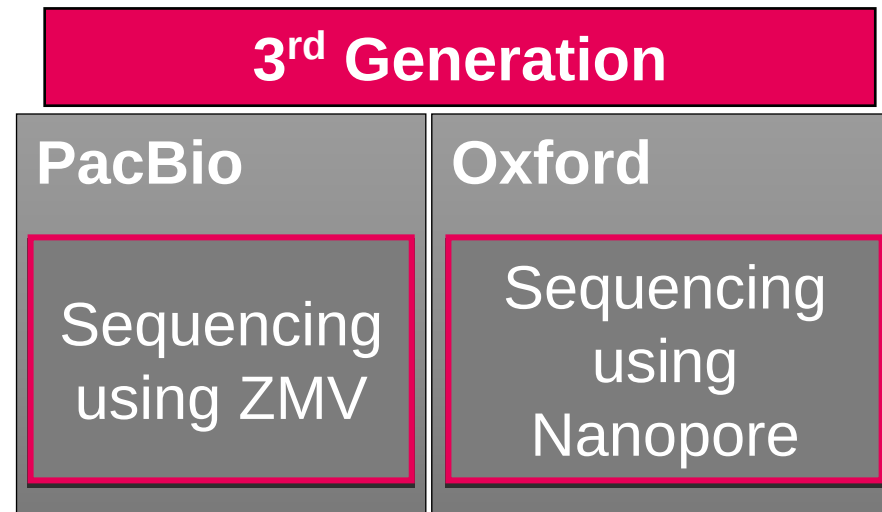 3rd Generation
PacBio
Sequencing
using ZMV
Oxford
Sequencing
using
Nanopore